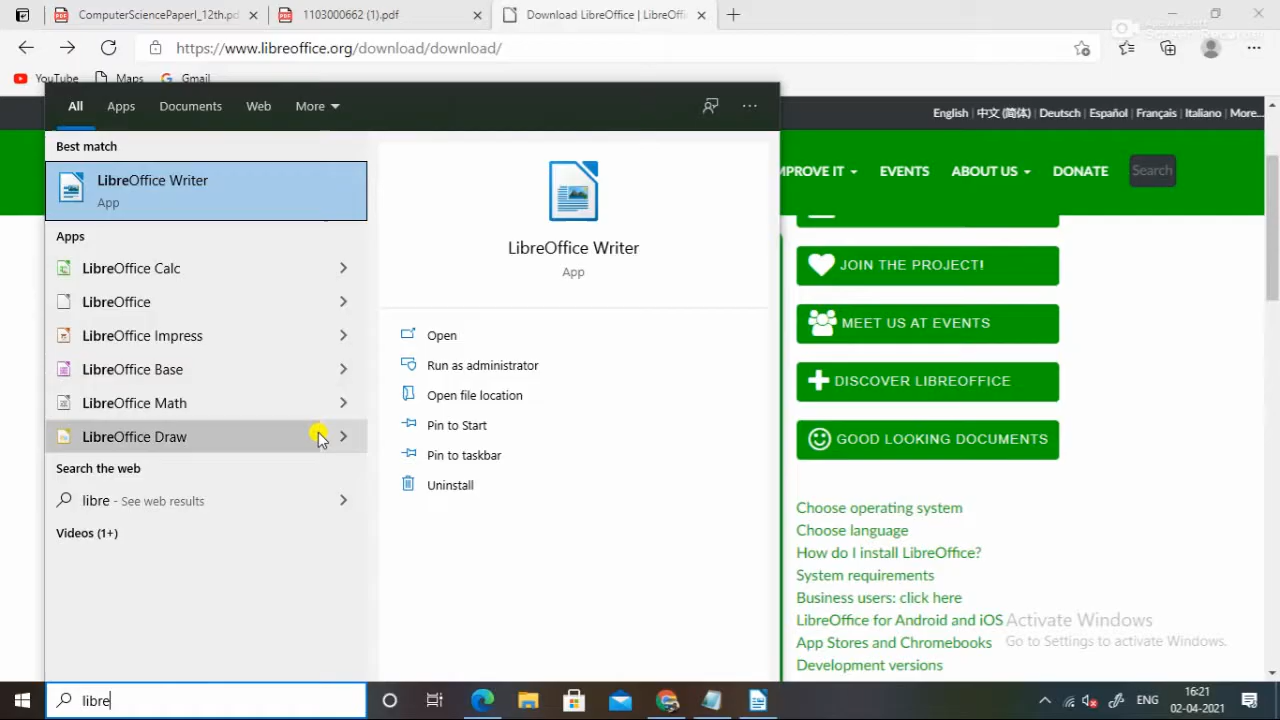 ComputerSciencePaperI_12th.pd
1103000662 (1).pdf
Download LibreOffice | LibreOffi
https://www.libreoffice.org/download/download/
YouTube
Maps
Gmail
All
Apps
Documents
Web
More
English | 中文 (简体) | Deutsch | Español | Français | Italiano | More...
Best match
LibreOffice Writer
App
Apps
LibreOffice Calc
LibreOffice
LibreOffice Impress
LibreOffice Base
LibreOffice Math
LibreOffice Draw
Search the web
libre - See web results
Videos (1+)
LibreOffice Writer
App
Open
Run as administrator
Open file location
Pin to Start
Pin to taskbar
Uninstall
MPROVE IT
EVENTS
ABOUT US
DONATE
Search
JOIN THE PROJECT!
MEET US AT EVENTS
DISCOVER LIBREOFFICE
GOOD LOOKING DOCUMENTS
Choose operating system
Choose language
How do I install LibreOffice?
System requirements
Business users: click here
LibreOffice for Android and iOS
App Stores and Chromebooks
Development versions
Activate Windows
Go to Settings to activate Windows.
libre
ENG
16:21
02-04-2021